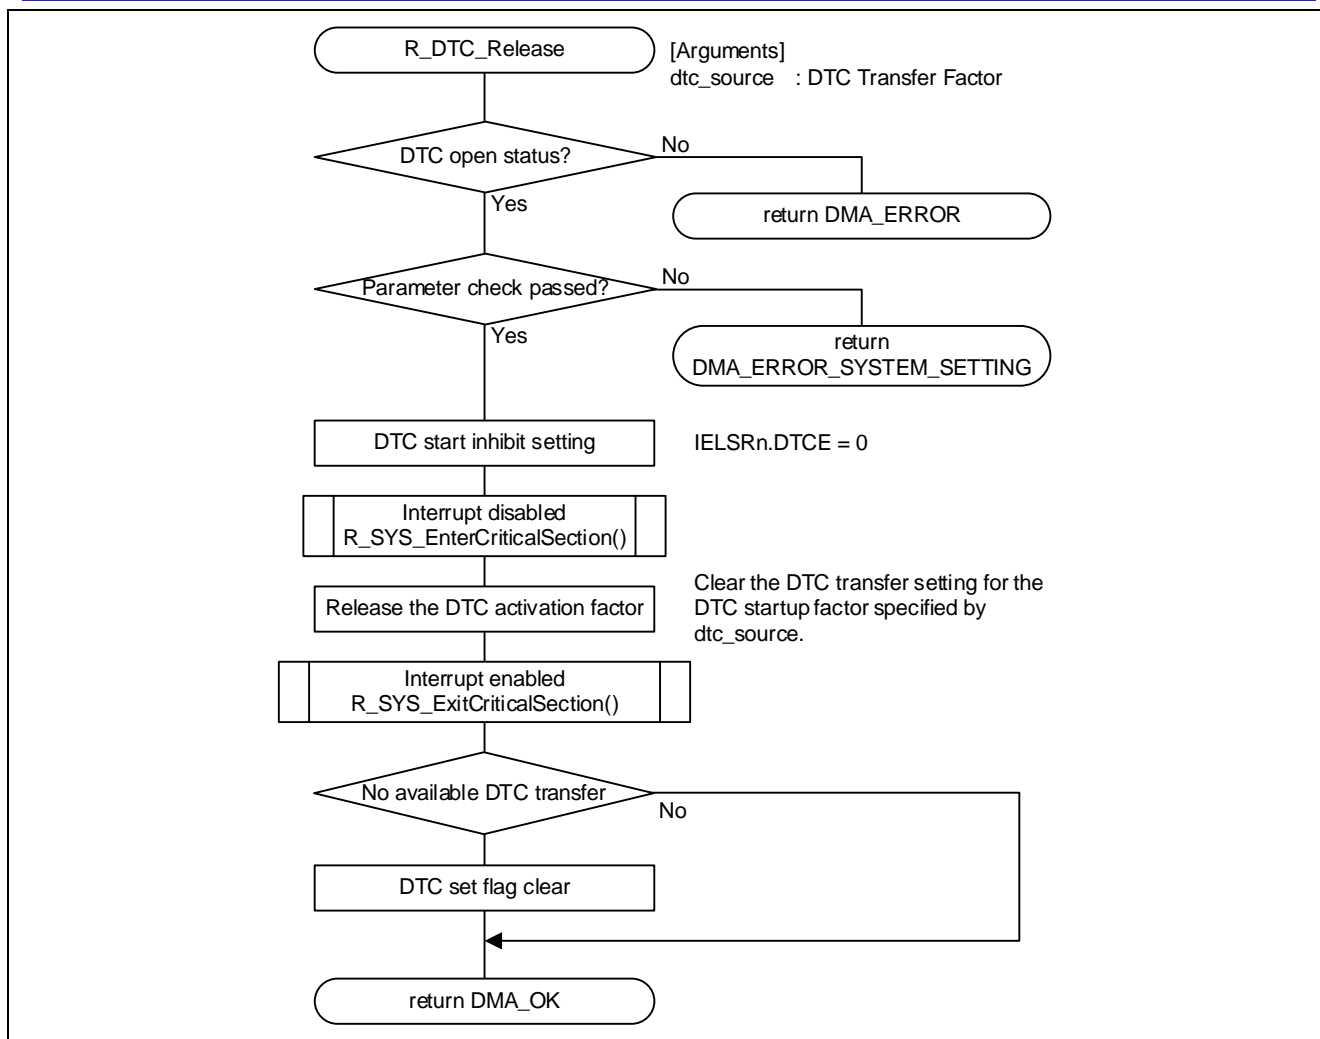 R_DTC_Release
[Arguments]
dtc_source : DTC Transfer Factor
DTC open status?
No
Yes
return DMA_ERROR
Parameter check passed?
No
Yes
return
DMA_ERROR_SYSTEM_SETTING
DTC start inhibit setting
IELSRn.DTCE = 0
Interrupt disabled
R_SYS_EnterCriticalSection()
Release the DTC activation factor
Clear the DTC transfer setting for the
DTC startup factor specified by
dtc_source.
Interrupt enabled
R_SYS_ExitCriticalSection()
No available DTC transfer
No
DTC set flag clear
return DMA_OK